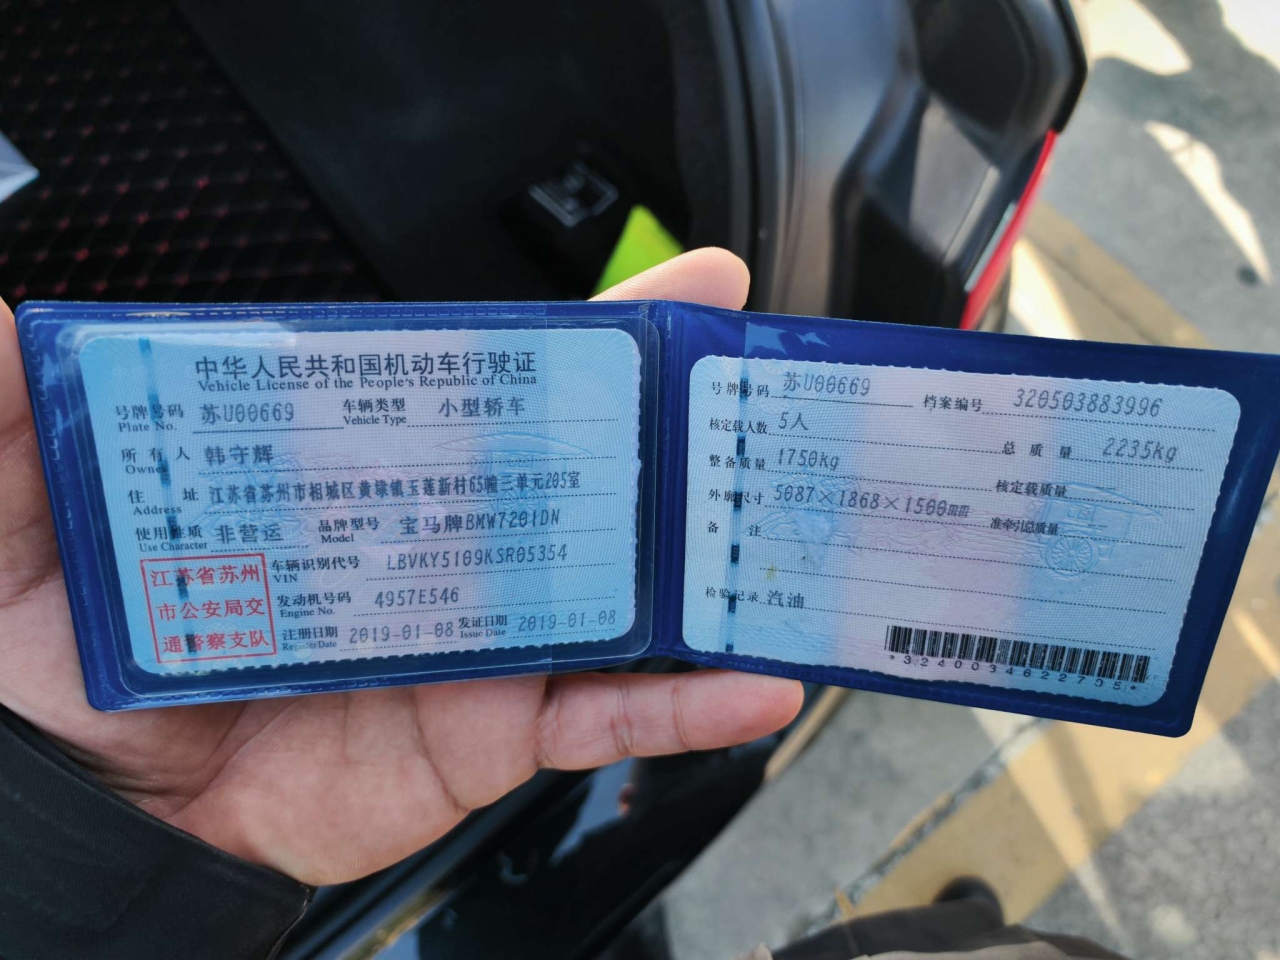 中华人民共和国机动车行驶证
Vehicle License of the People's Republic of China
号牌号码 苏U00669 车辆类型 小型轿车
Plate No. Vehicle Type
所有人 韩守辉
Owner
住址 江苏省苏州市相城区黄埭镇玉莲新村65幢三单元205室
Address
使用性质 非营运 品牌型号 宝马牌BMW7201DN
Use Character Model
江苏省苏州
市公安局交
通警察支队
车辆识别代号 LBVKY5109KSR05354
VIN
发动机号码 4957E546
Engine No.
注册日期 2019-01-08 发证日期 2019-01-08
Register Date Issue Date
号牌号码 苏U00669 档案编号 320503883996
核定载人数 5人 总质量 2235kg
整备质量 1750kg 核定载质量 --
外廓尺寸 5087×1868×1500mm 准牵引总质量 --
备注
检验记录 汽油
*3240034622705*